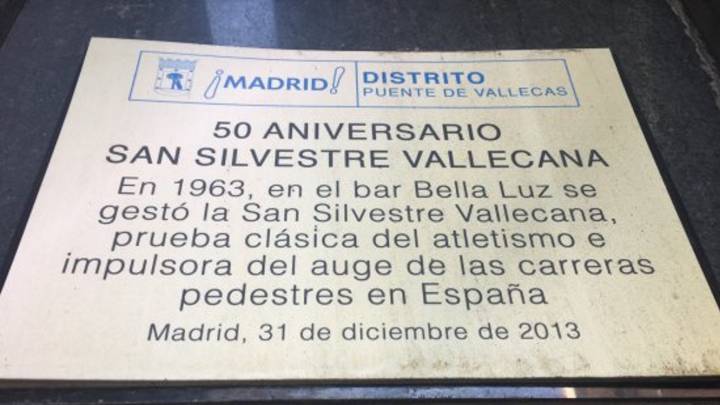 ¡MADRID! DISTRITO
PUENTE DE VALLECAS
50 ANIVERSARIO
SAN SILVESTRE VALLECANA
En 1963, en el bar Bella Luz se
gestó la San Silvestre Vallecana,
prueba clásica del atletismo e
impulsora del auge de las carreras
pedestres en España
Madrid, 31 de diciembre de 2013